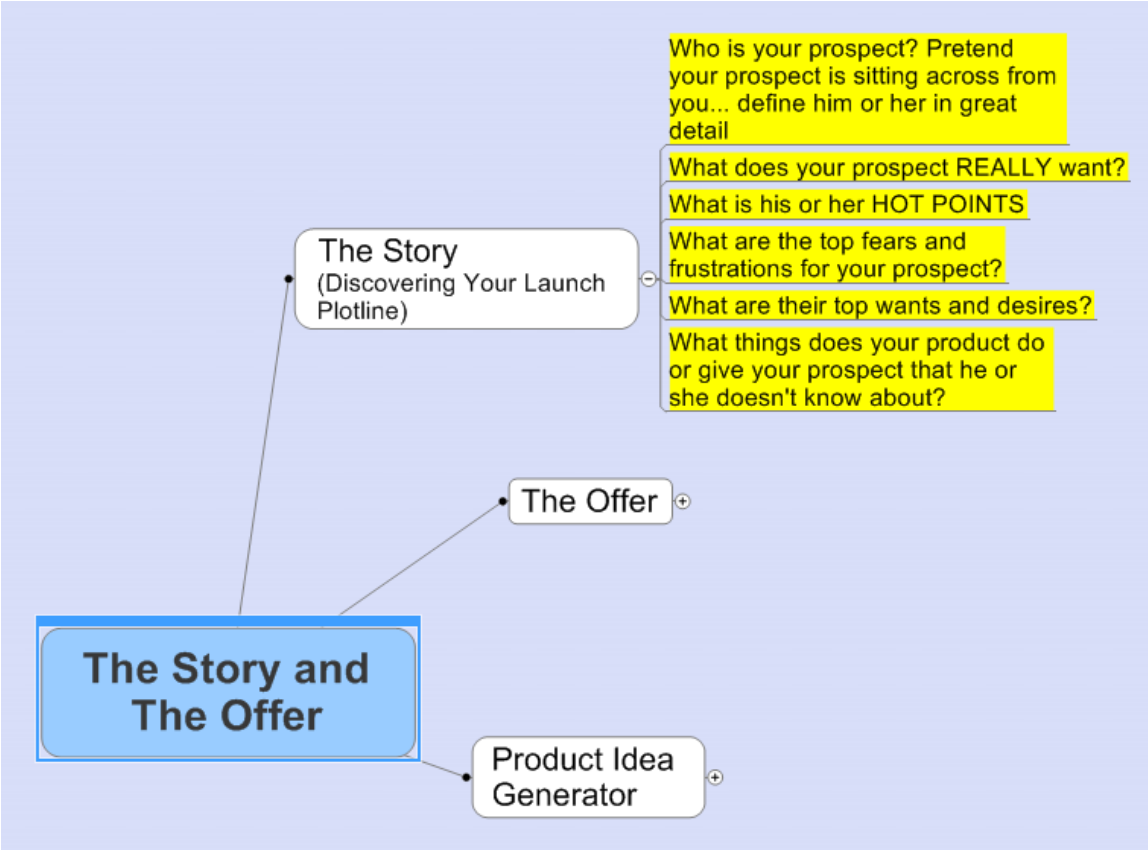 Who is your prospect? Pretend
your prospect is sitting across from
you... define him or her in great
detail
What does your prospect REALLY want?
What is his or her HOT POINTS
What are the top fears and
frustrations for your prospect?
What are their top wants and desires?
What things does your product do
or give your prospect that he or
she doesn't know about?
The Story
(Discovering Your Launch
Plotline)
The Offer
The Story and
The Offer
Product Idea
Generator